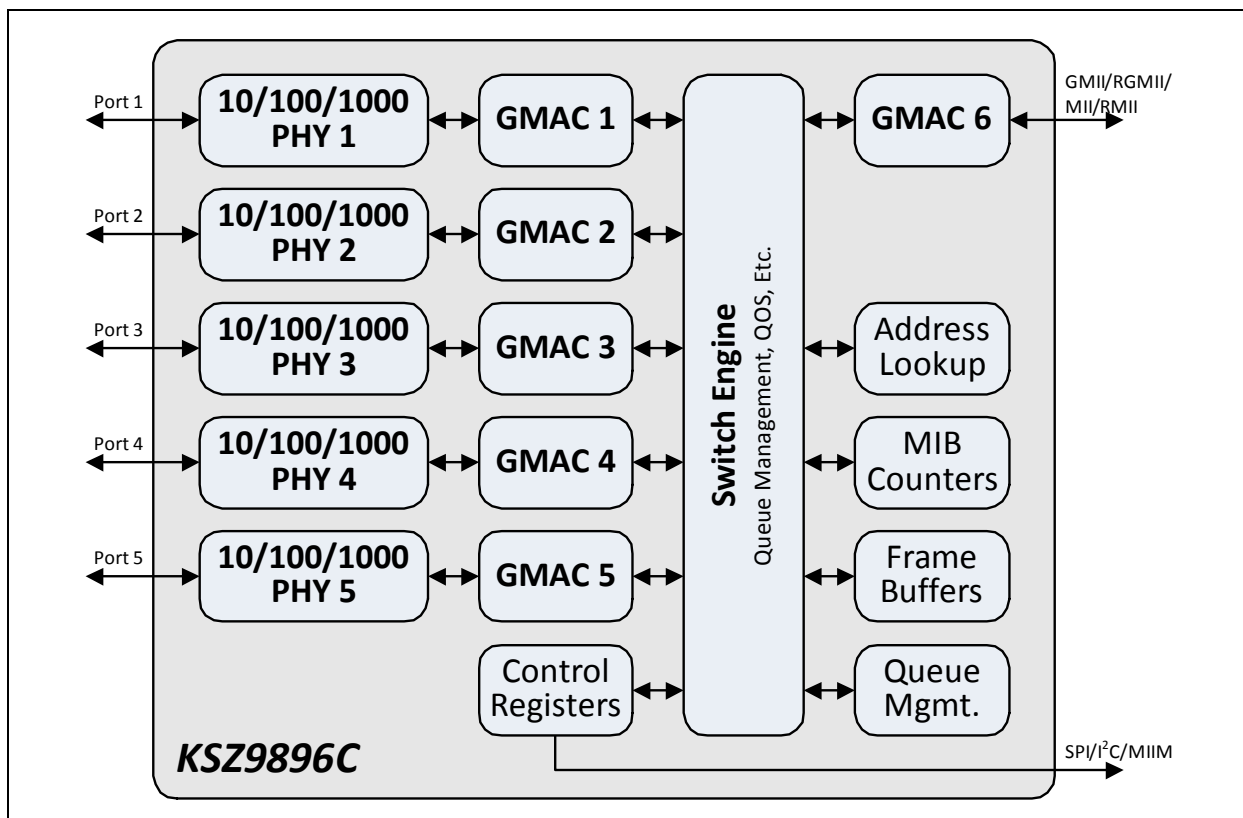 Port 1
10/100/1000
PHY 1
GMAC 1
GMAC 6
GMII/RGMII/
MII/RMII
Port 2
10/100/1000
PHY 2
GMAC 2
Port 3
10/100/1000
PHY 3
GMAC 3
Switch Engine
Queue Management, QOS, Etc.
Address
Lookup
Port 4
10/100/1000
PHY 4
GMAC 4
MIB
Counters
Port 5
10/100/1000
PHY 5
GMAC 5
Frame
Buffers
Control
Registers
Queue
Mgmt.
KSZ9896C
SPI/I²C/MIIM